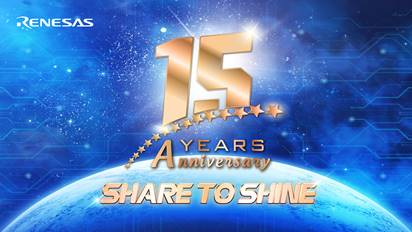 RENESAS
15
YEARS
Anniversary
SHARE TO SHINE